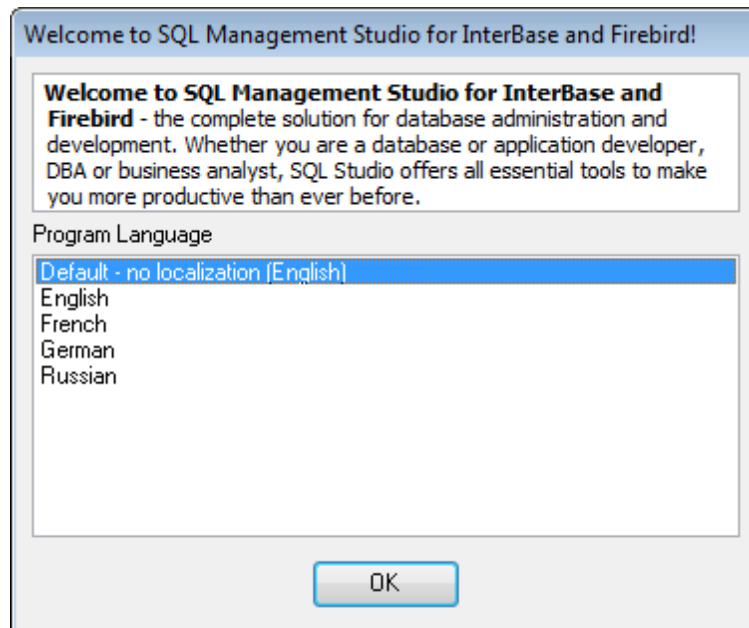 Welcome to SQL Management Studio for InterBase and Firebird!
Welcome to SQL Management Studio for InterBase and
Firebird - the complete solution for database administration and
development. Whether you are a database or application developer,
DBA or business analyst, SQL Studio offers all essential tools to make
you more productive than ever before.
Program Language
Default - no localization (English)
English
French
German
Russian
OK